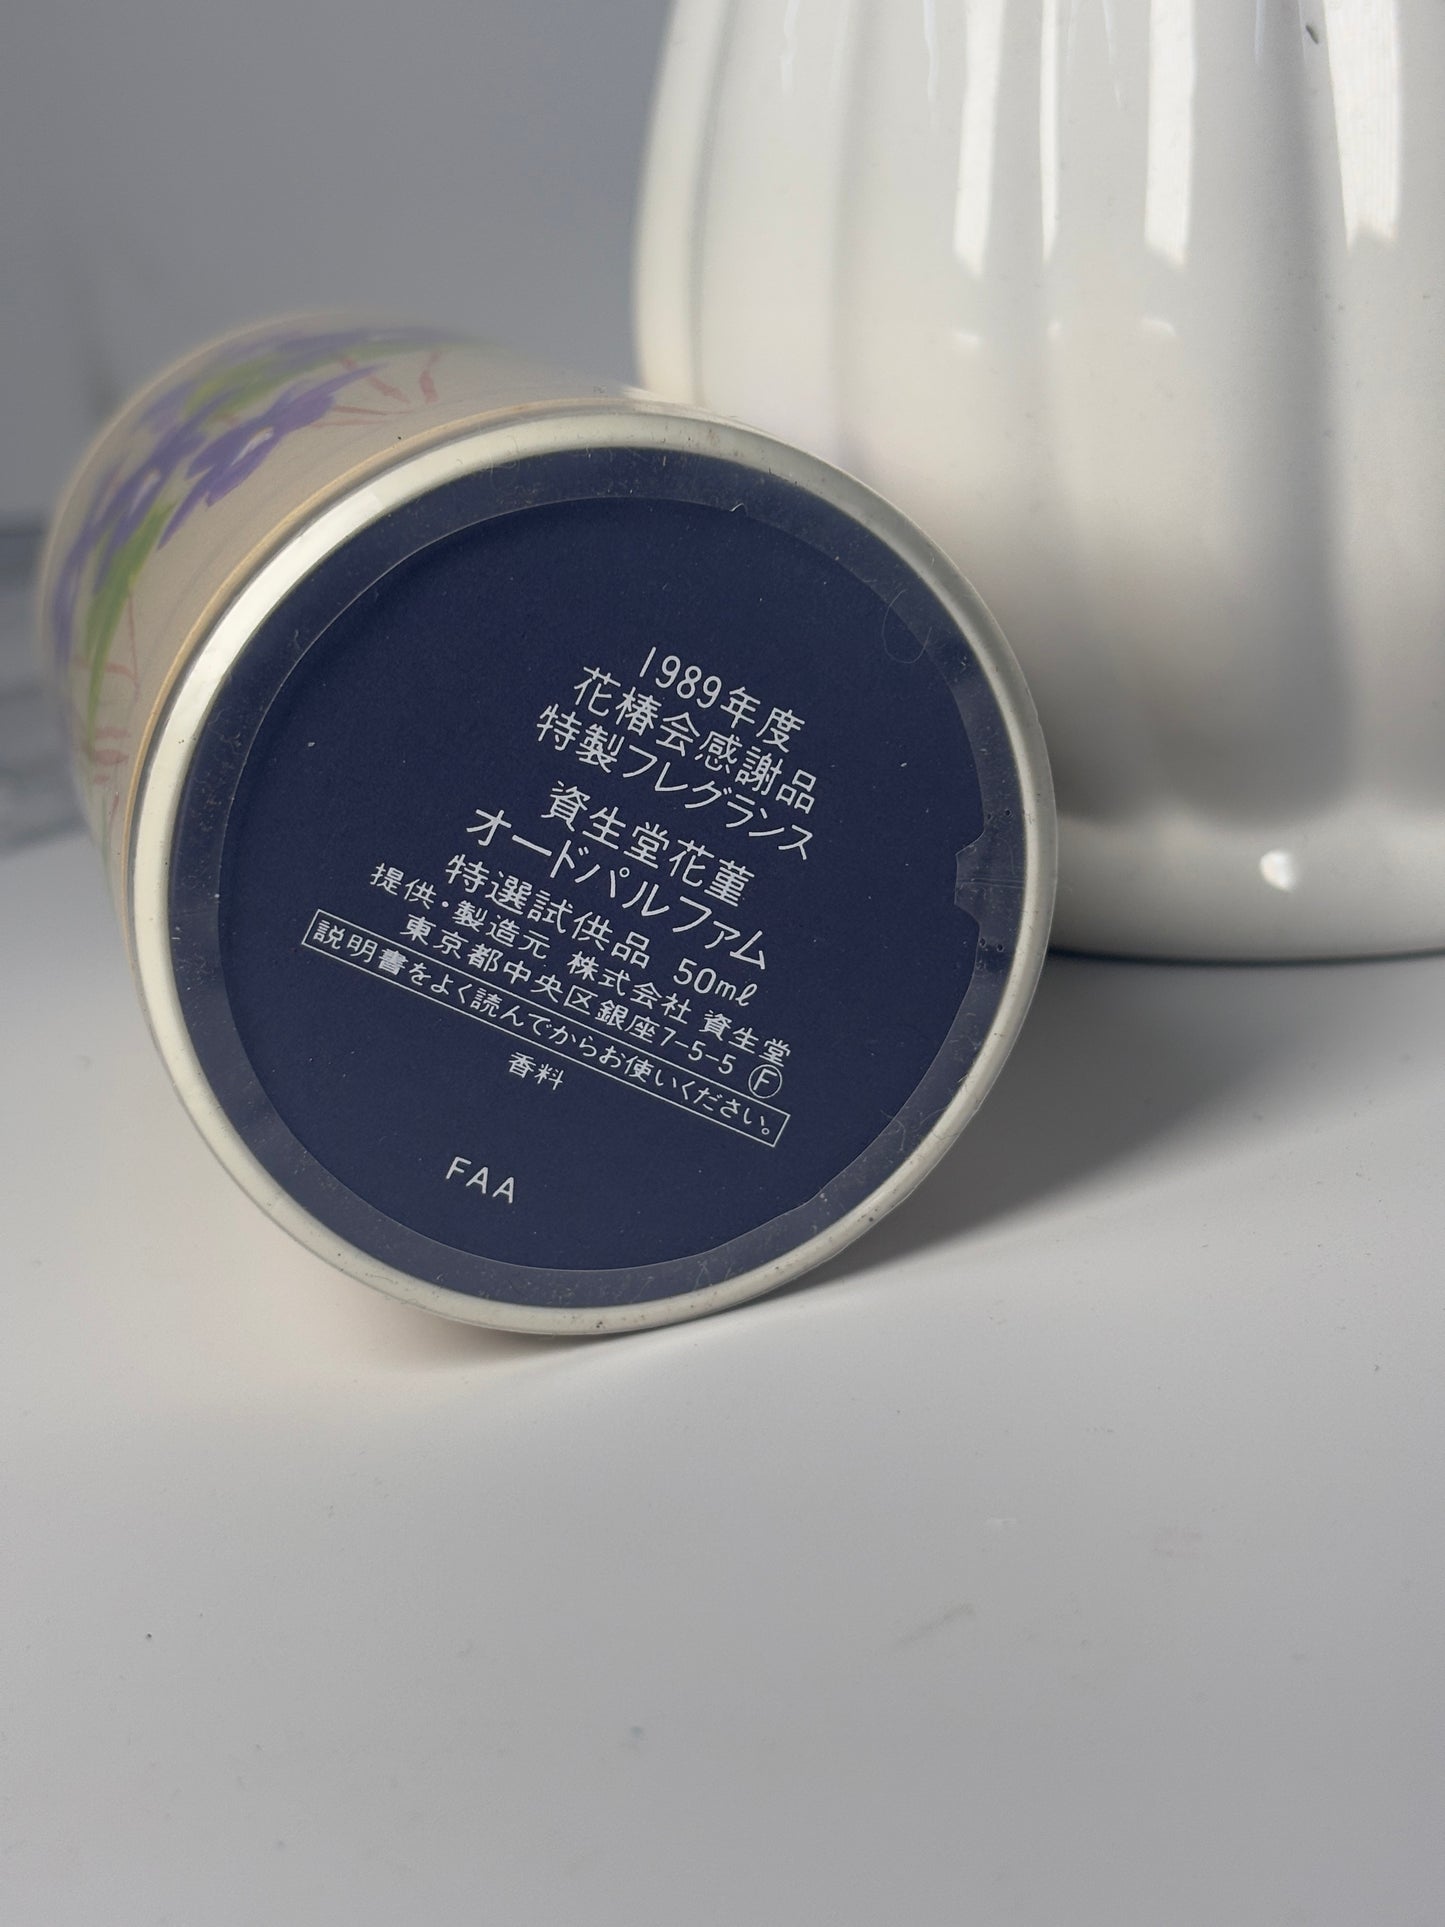 1989年度
花椿会感謝品
特製フレグランス
資生堂花菫
オードパルファム
特選試供品 50ml
提供・製造元 株式会社 資生堂
東京都中央区銀座7-5-5 Ⓕ
説明書をよく読んでからお使いください。
香料
FAA